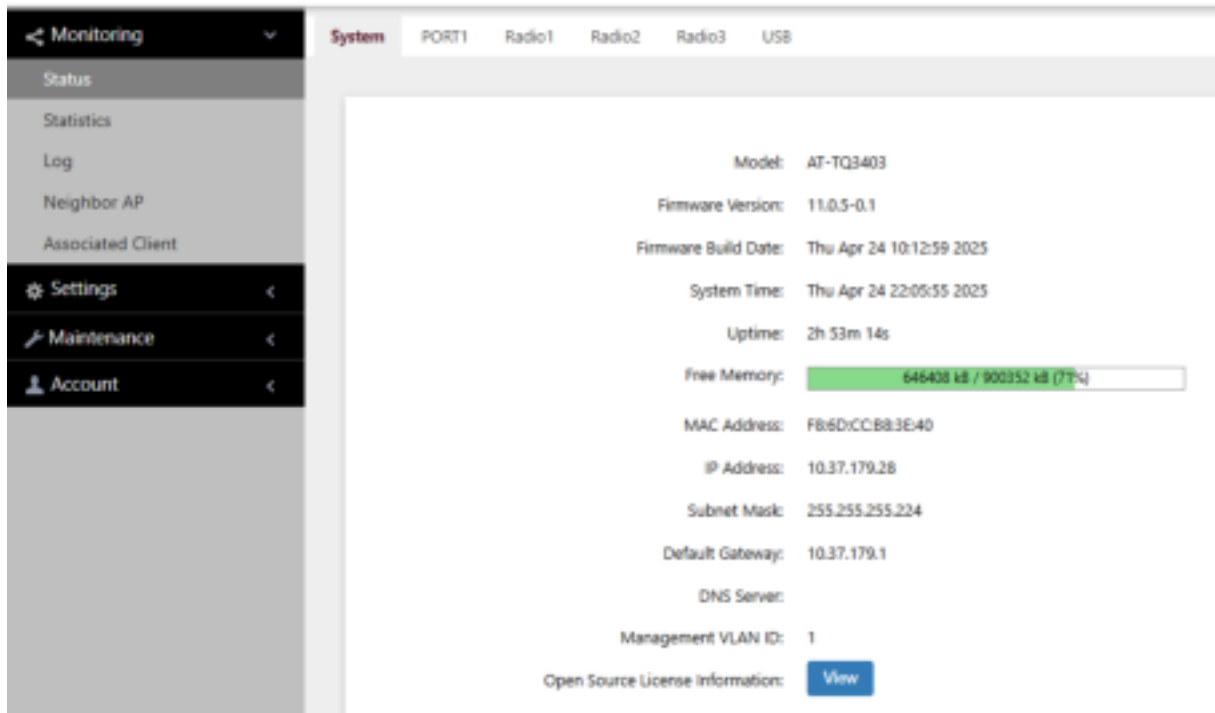 Monitoring
Status
Statistics
Log
Neighbor AP
Associated Client
Settings
Maintenance
Account
System PORT1 Radio1 Radio2 Radio3 USB
Model: AT-TQ3403
Firmware Version: 11.0.5-0.1
Firmware Build Date: Thu Apr 24 10:12:59 2025
System Time: Thu Apr 24 22:05:55 2025
Uptime: 2h 53m 14s
Free Memory: 646408 kB / 900352 kB (71%)
MAC Address: F8:6D:CC:B8:3E:40
IP Address: 10.37.179.28
Subnet Mask: 255.255.255.224
Default Gateway: 10.37.179.1
DNS Server:
Management VLAN ID: 1
Open Source License Information: View